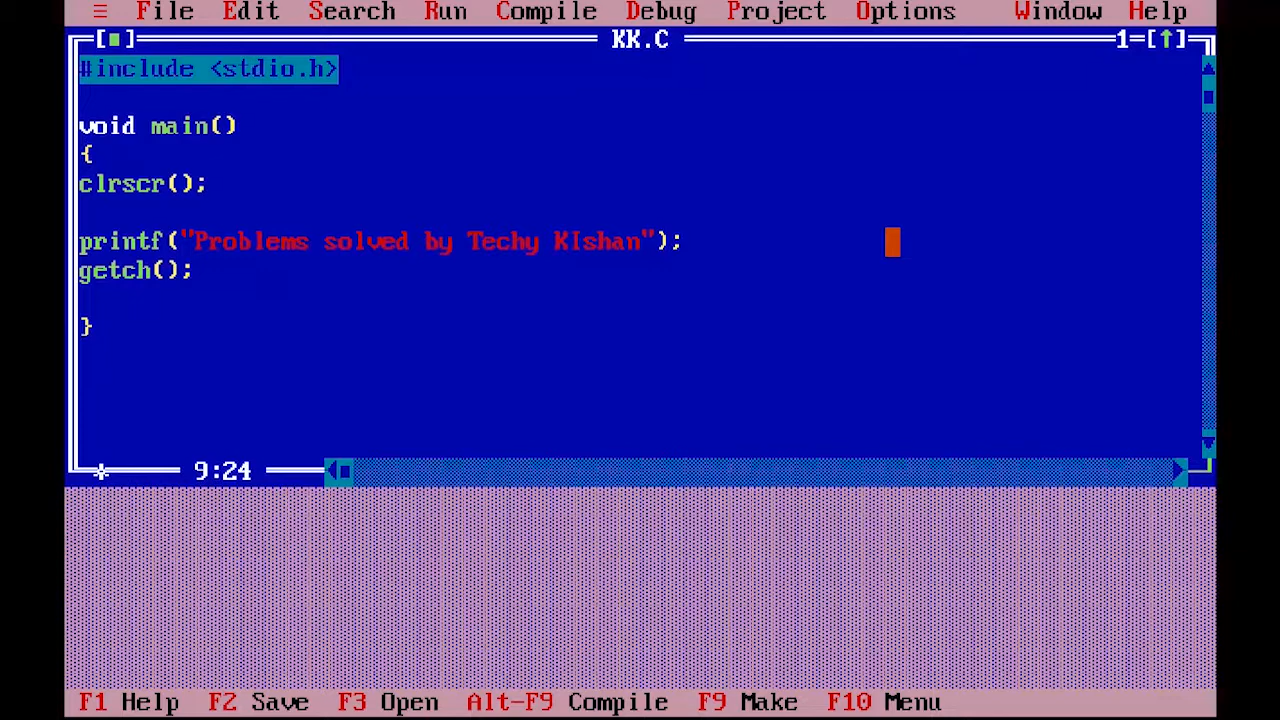 ≡ File Edit Search Run Compile Debug Project Options Window Help
[■] KK.C 1=[↑]
#include <stdio.h>
void main()
{
clrscr();
printf("Problems solved by Techy KIshan");
getch();
}
* 9:24
F1 Help F2 Save F3 Open Alt-F9 Compile F9 Make F10 Menu